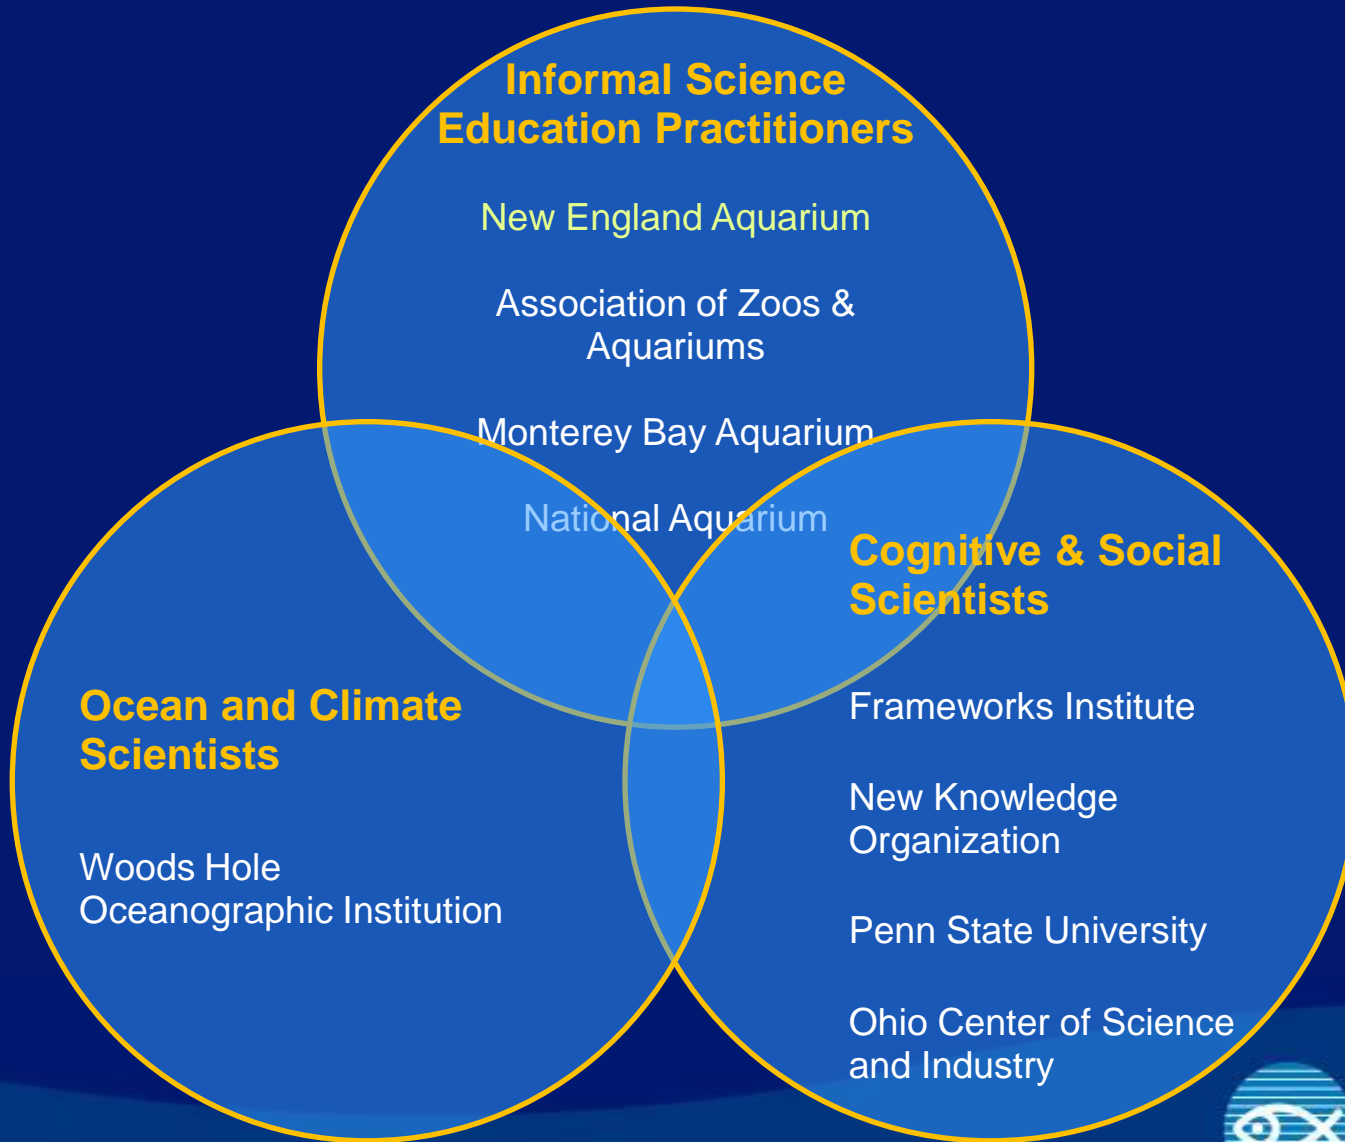 Informal Science
Education Practitioners
New England Aquarium
Association of Zoos &
Aquariums
Monterey Bay Aquarium
National Aquarium
Cognitive & Social
Scientists
Frameworks Institute
New Knowledge
Organization
Penn State University
Ohio Center of Science
and Industry
Ocean and Climate
Scientists
Woods Hole
Oceanographic Institution